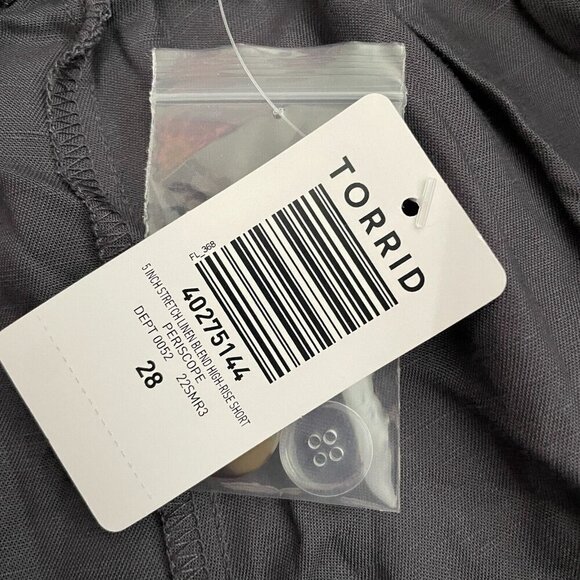 TORRID
FL_368
40275144
5 INCH STRETCH LINEN BLEND HIGH-RISE SHORT
PERISCOPE
DEPT 0052 22SMR3
28